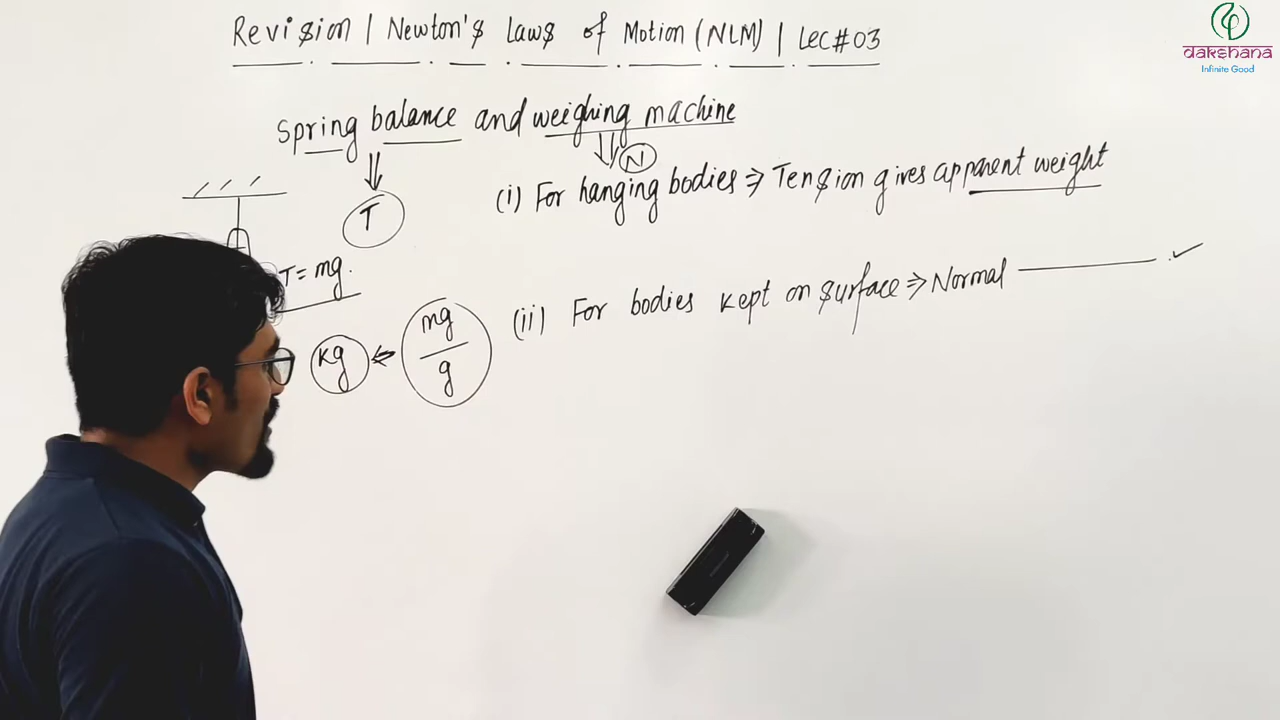 Revision | Newton's Laws of Motion (NLM) | Lec#03
dakshana
Infinite Good
Spring balance and weighing machine
N
T
(i) For hanging bodies ⇒ Tension gives apparent weight
T = mg.
(ii) For bodies kept on surface ⇒ Normal ———— . ✓
kg ⇐ mg
g